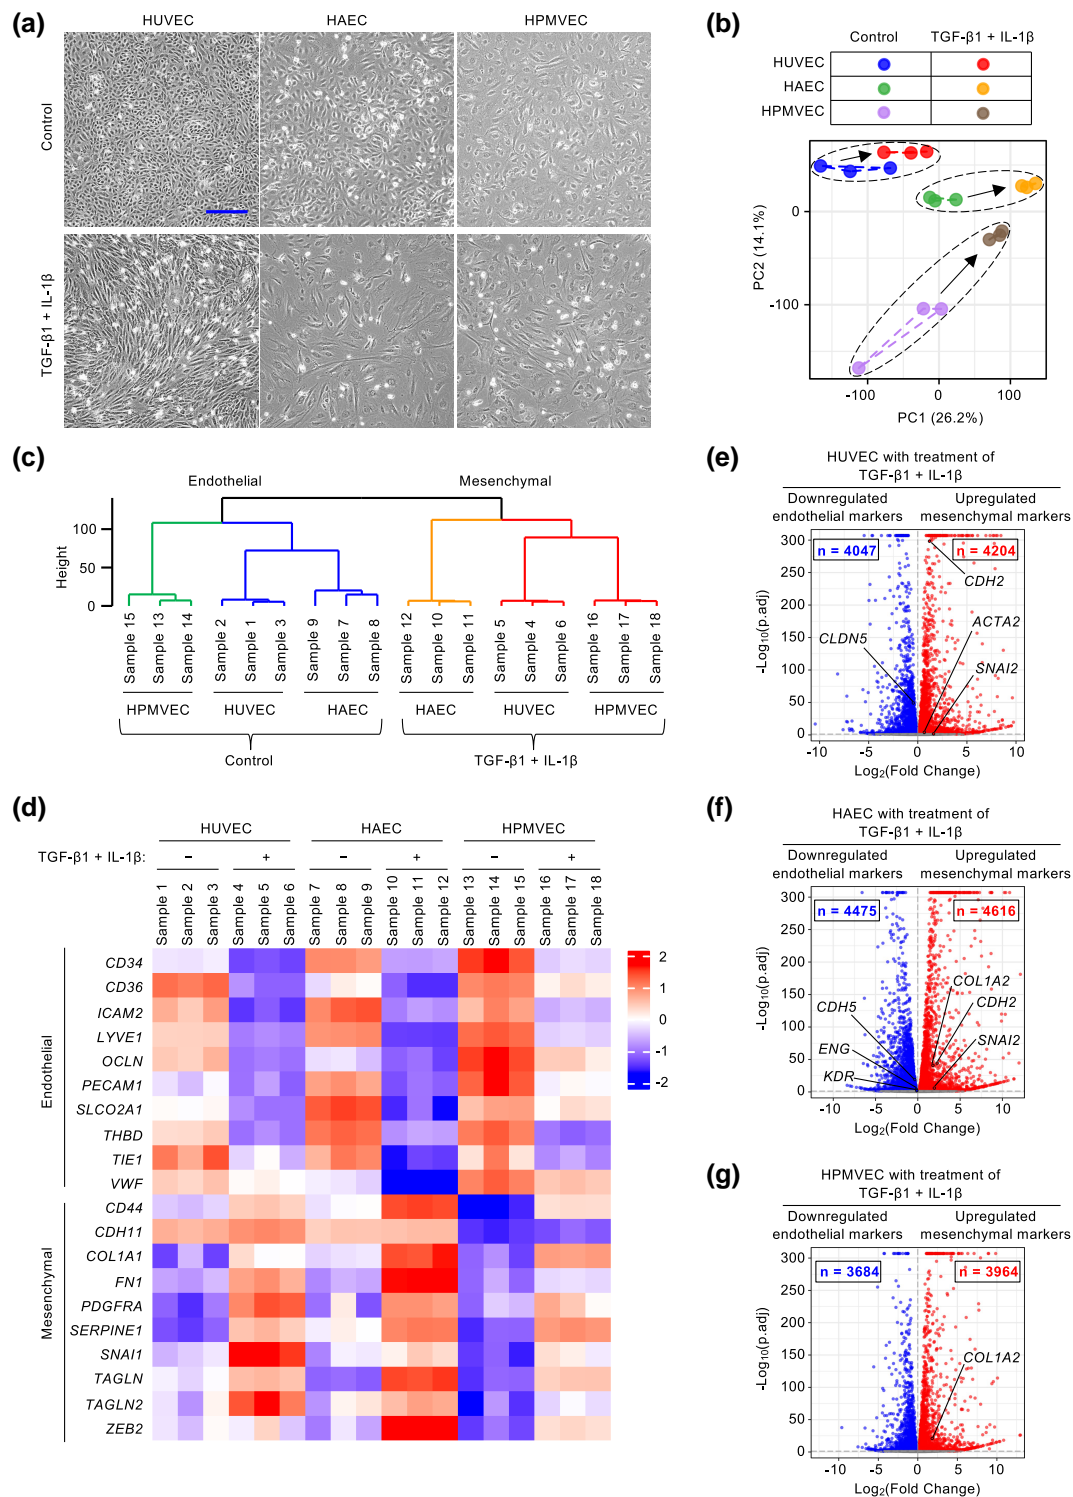 (a)
HUVEC HAEC HPMVEC
Control
TGF-β1 + IL-1β
(b)
Control TGF-β1 + IL-1β
HUVEC
HAEC
HPMVEC
0
-100
PC2 (14.1%)
-100 0 100
PC1 (26.2%)
(c)
Endothelial Mesenchymal
Height
100
50
0
Sample 15
Sample 13
Sample 14
Sample 2
Sample 1
Sample 3
Sample 9
Sample 7
Sample 8
Sample 12
Sample 10
Sample 11
Sample 5
Sample 4
Sample 6
Sample 16
Sample 17
Sample 18
HPMVEC HUVEC HAEC HAEC HUVEC HPMVEC
Control TGF-β1 + IL-1β
(d)
HUVEC HAEC HPMVEC
TGF-β1 + IL-1β: − + − + − +
Sample 1
Sample 2
Sample 3
Sample 4
Sample 5
Sample 6
Sample 7
Sample 8
Sample 9
Sample 10
Sample 11
Sample 12
Sample 13
Sample 14
Sample 15
Sample 16
Sample 17
Sample 18
Endothelial
CD34
CD36
ICAM2
LYVE1
OCLN
PECAM1
SLCO2A1
THBD
TIE1
VWF
Mesenchymal
CD44
CDH11
COL1A1
FN1
PDGFRA
SERPINE1
SNAI1
TAGLN
TAGLN2
ZEB2
2
1
0
-1
-2
(e)
HUVEC with treatment of
TGF-β1 + IL-1β
Downregulated Upregulated
endothelial markers mesenchymal markers
n = 4047 n = 4204
CDH2
CLDN5
ACTA2
SNAI2
300
250
200
150
100
50
0
-Log10(p.adj)
-10 -5 0 5 10
Log2(Fold Change)
(f)
HAEC with treatment of
TGF-β1 + IL-1β
Downregulated Upregulated
endothelial markers mesenchymal markers
n = 4475 n = 4616
COL1A2
CDH5 CDH2
ENG SNAI2
KDR
300
250
200
150
100
50
0
-Log10(p.adj)
-10 -5 0 5 10
Log2(Fold Change)
(g)
HPMVEC with treatment of
TGF-β1 + IL-1β
Downregulated Upregulated
endothelial markers mesenchymal markers
n = 3684 n = 3964
COL1A2
300
250
200
150
100
50
0
-Log10(p.adj)
-10 -5 0 5 10
Log2(Fold Change)